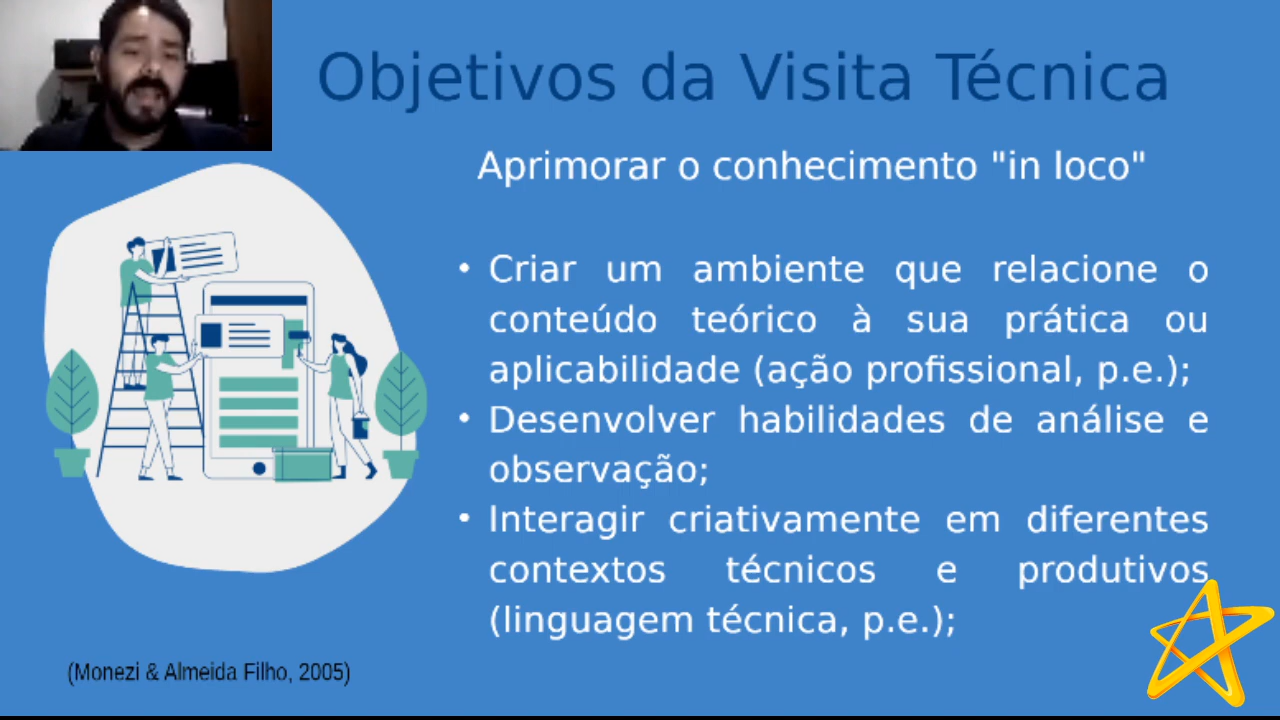 Objetivos da Visita Técnica
Aprimorar o conhecimento "in loco"
• Criar um ambiente que relacione o
conteúdo teórico à sua prática ou
aplicabilidade (ação profissional, p.e.);
• Desenvolver habilidades de análise e
observação;
• Interagir criativamente em diferentes
contextos técnicos e produtivos
(linguagem técnica, p.e.);
(Monezi & Almeida Filho, 2005)